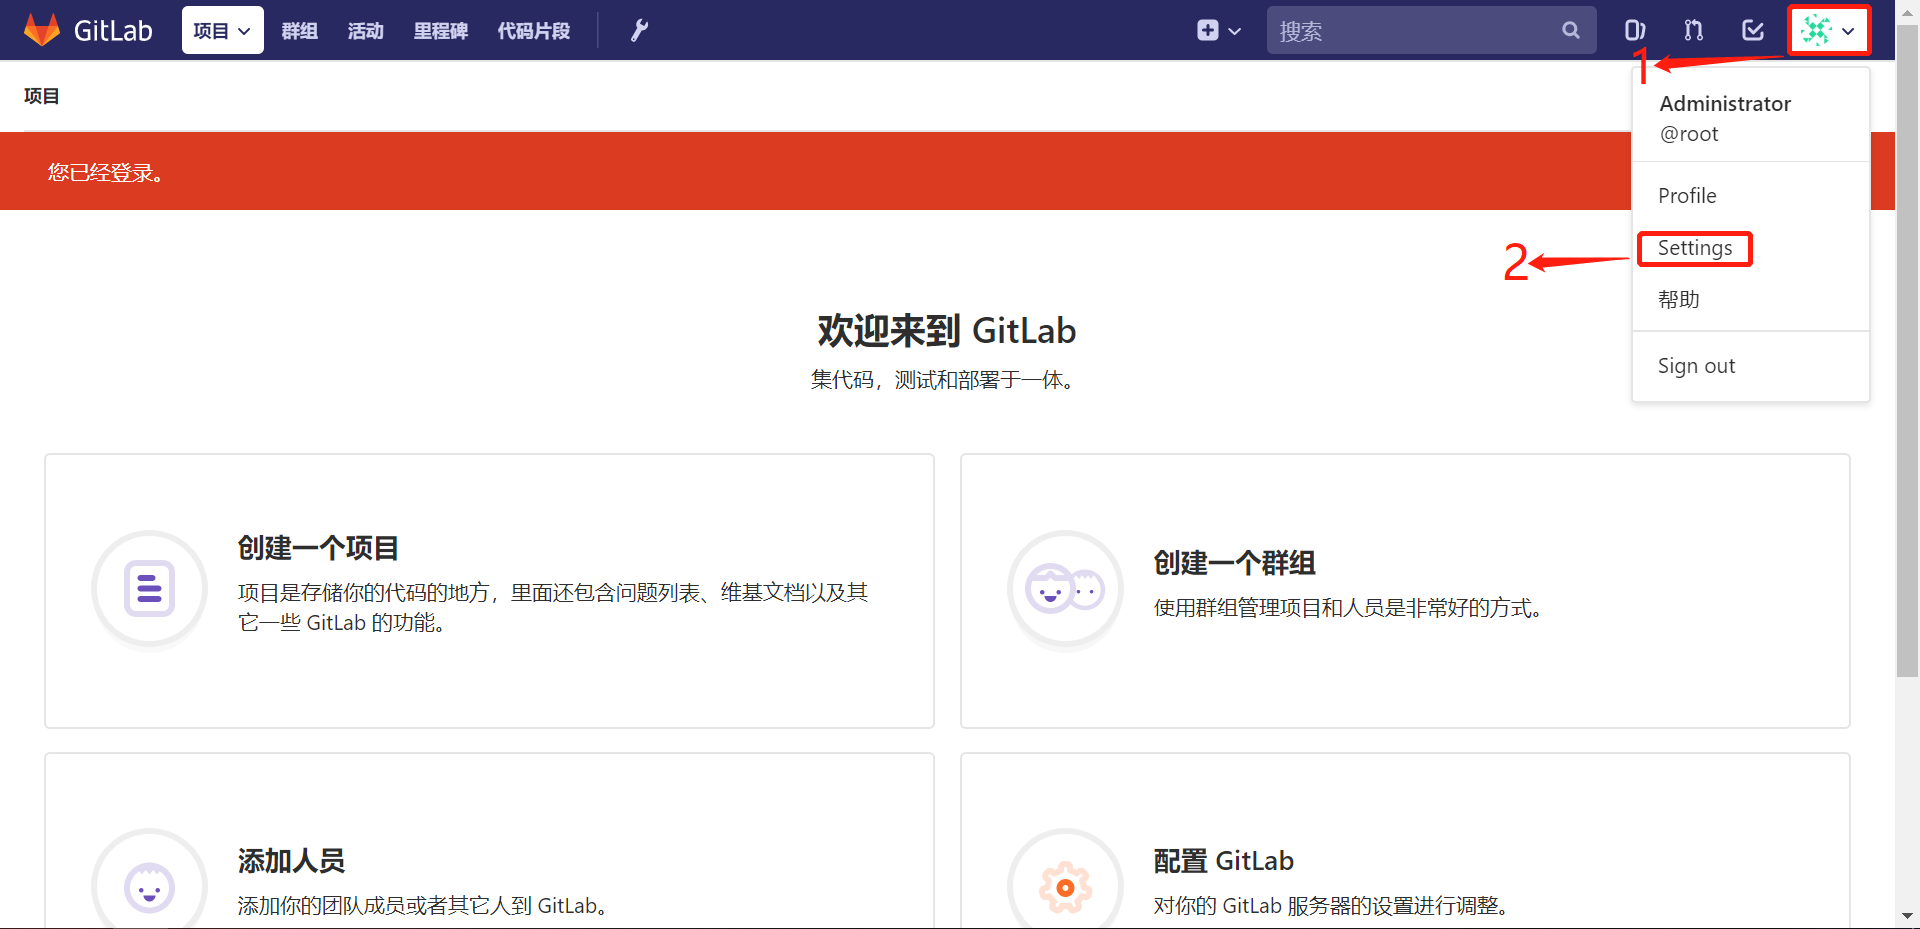 GitLab 项目 群组 活动 里程碑 代码片段 搜索
1
项目
Administrator
@root
您已经登录。
Profile
2 Settings
帮助
Sign out
欢迎来到 GitLab
集代码，测试和部署于一体。
创建一个项目
项目是存储你的代码的地方，里面还包含问题列表、维基文档以及其
它一些 GitLab 的功能。
创建一个群组
使用群组管理项目和人员是非常好的方式。
添加人员
添加你的团队成员或者其它人到 GitLab。
配置 GitLab
对你的 GitLab 服务器的设置进行调整。